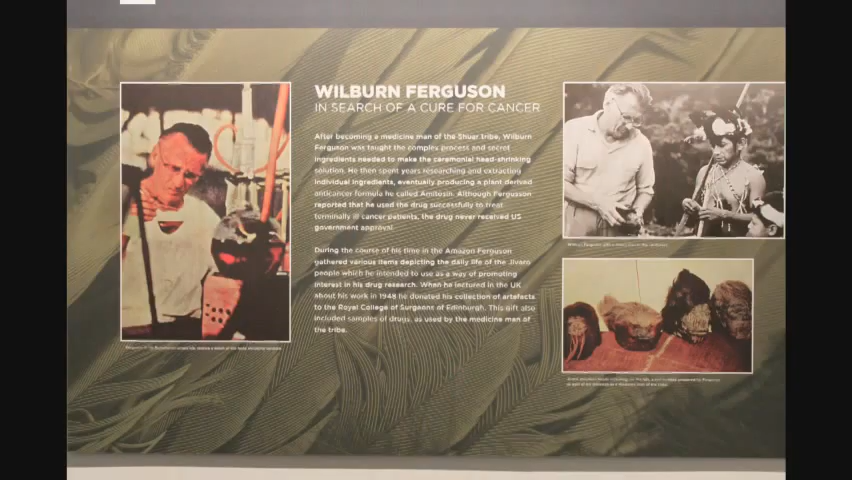 WILBURN FERGUSON
IN SEARCH OF A CURE FOR CANCER
After becoming a medicine man of the Shuar tribe, Wilburn
Ferguson was taught the complex process and secret
ingredients needed to make the ceremonial head-shrinking
solution. He then spent years researching and extracting
individual ingredients, eventually producing a plant derived
anticancer formula he called Amitosin. Although Fergusson
reported that he used the drug successfully to treat
terminally ill cancer patients, the drug never received US
government approval.
During the course of his time in the Amazon Ferguson
gathered various items depicting the daily life of the Jivaro
people which he intended to use as a way of promoting
interest in his drug research. When he lectured in the UK
about his work in 1948 he donated his collection of artefacts
to the Royal College of Surgeons of Edinburgh. This gift also
included samples of drugs, as used by the medicine man of
the tribe.